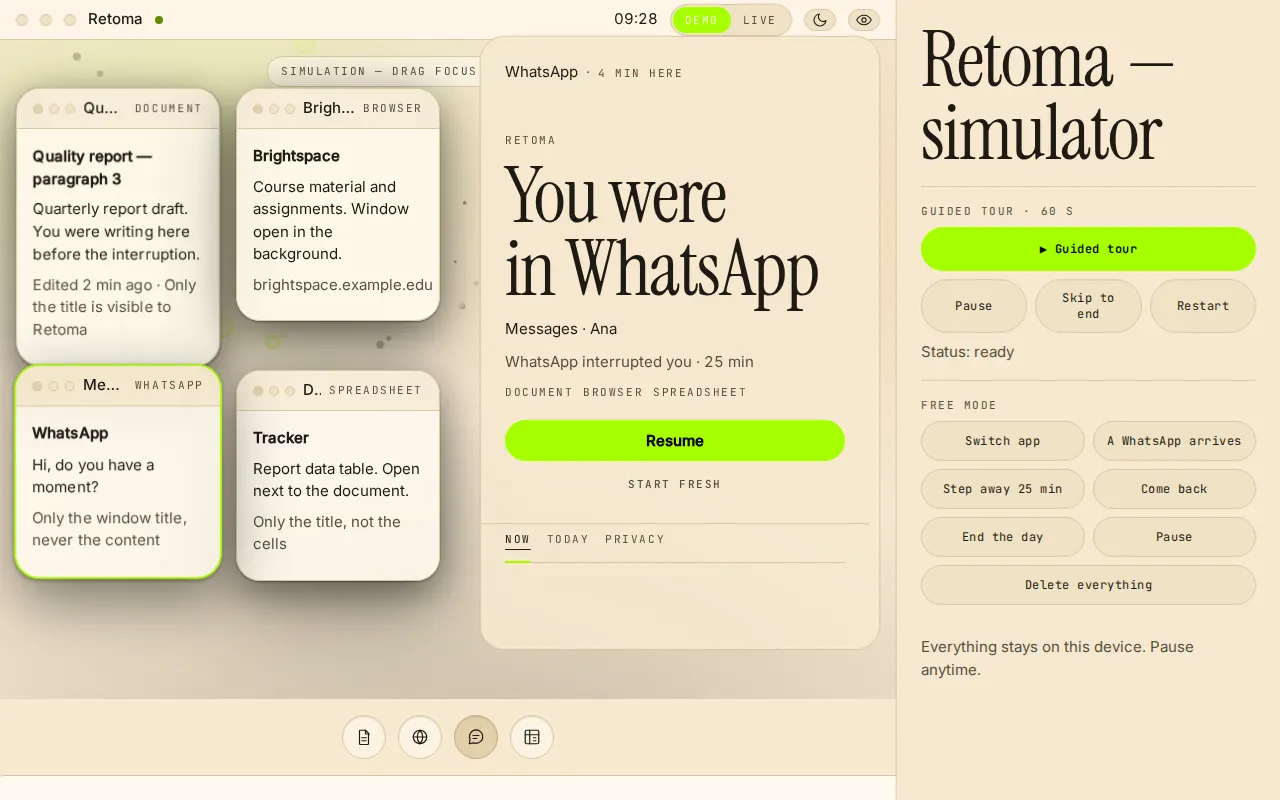 Retoma
09:28
DEMO
LIVE
SIMULATION — DRAG FOCUS
Qu...
DOCUMENT
Quality report —
paragraph 3
Quarterly report draft.
You were writing here
before the interruption.
Edited 2 min ago · Only
the title is visible to
Retoma
Brigh...
BROWSER
Brightspace
Course material and
assignments. Window
open in the
background.
brightspace.example.edu
Me...
WHATSAPP
WhatsApp
Hi, do you have a
moment?
Only the window title,
never the content
D..
SPREADSHEET
Tracker
Report data table. Open
next to the document.
Only the title, not the
cells
WhatsApp · 4 MIN HERE
RETOMA
You were
in WhatsApp
Messages · Ana
WhatsApp interrupted you · 25 min
DOCUMENT BROWSER SPREADSHEET
Resume
START FRESH
NOW
TODAY
PRIVACY
Retoma —
simulator
GUIDED TOUR · 60 S
▶ Guided tour
Pause
Skip to
end
Restart
Status: ready
FREE MODE
Switch app
A WhatsApp arrives
Step away 25 min
Come back
End the day
Pause
Delete everything
Everything stays on this device. Pause
anytime.